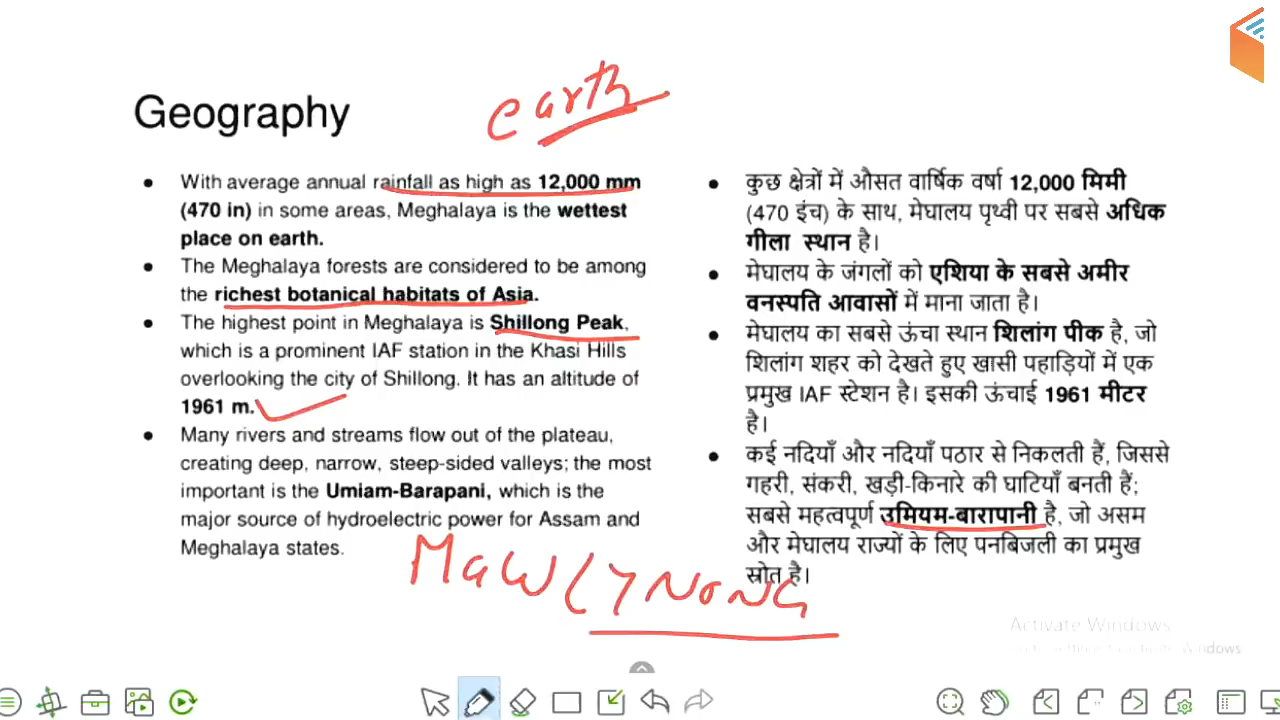 earth
Geography
With average annual rainfall as high as 12,000 mm
(470 in) in some areas, Meghalaya is the wettest
place on earth.
The Meghalaya forests are considered to be among
the richest botanical habitats of Asia.
The highest point in Meghalaya is Shillong Peak,
which is a prominent IAF station in the Khasi Hills
overlooking the city of Shillong. It has an altitude of
1961 m.
Many rivers and streams flow out of the plateau,
creating deep, narrow, steep-sided valleys; the most
important is the Umiam-Barapani, which is the
major source of hydroelectric power for Assam and
Meghalaya states.
कुछ क्षेत्रों में औसत वार्षिक वर्षा 12,000 मिमी
(470 इंच) के साथ, मेघालय पृथ्वी पर सबसे अधिक
गीला स्थान है।
मेघालय के जंगलों को एशिया के सबसे अमीर
वनस्पति आवासों में माना जाता है।
मेघालय का सबसे ऊंचा स्थान शिलांग पीक है, जो
शिलांग शहर को देखते हुए खासी पहाड़ियों में एक
प्रमुख IAF स्टेशन है। इसकी ऊंचाई 1961 मीटर
है।
कई नदियाँ और नदियाँ पठार से निकलती हैं, जिससे
गहरी, संकरी, खड़ी-किनारे की घाटियाँ बनती हैं;
सबसे महत्वपूर्ण उमियम-बारापानी है, जो असम
और मेघालय राज्यों के लिए पनबिजली का प्रमुख
स्रोत है।
MaWLYNoNG
Activate Windows